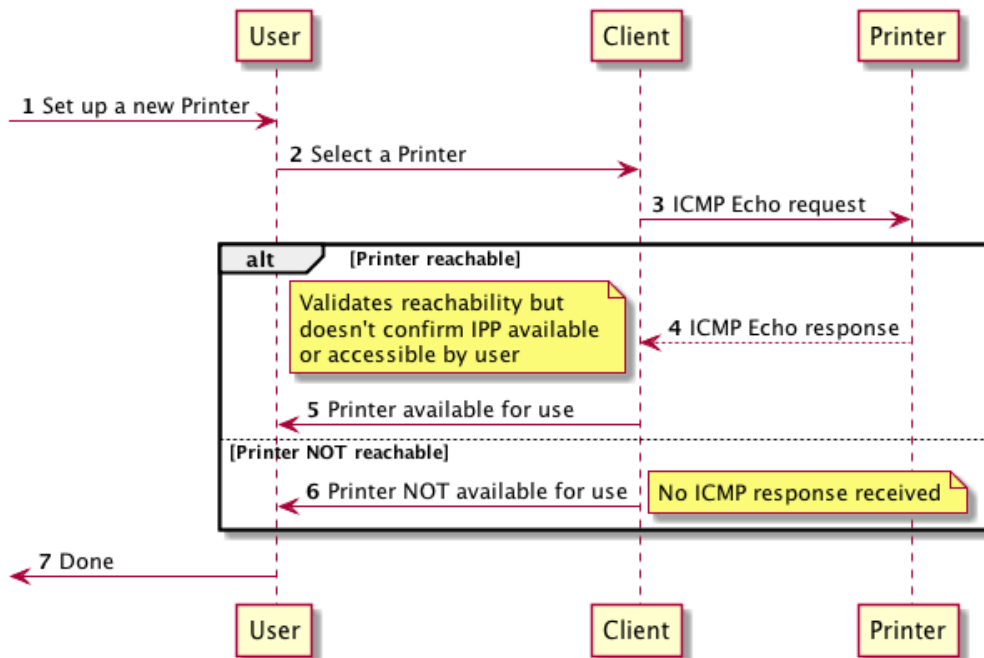 User
Client
Printer
1 Set up a new Printer
2 Select a Printer
3 ICMP Echo request
alt
[Printer reachable]
Validates reachability but
doesn't confirm IPP available
or accessible by user
4 ICMP Echo response
5 Printer available for use
[Printer NOT reachable]
6 Printer NOT available for use
No ICMP response received
7 Done
User
Client
Printer